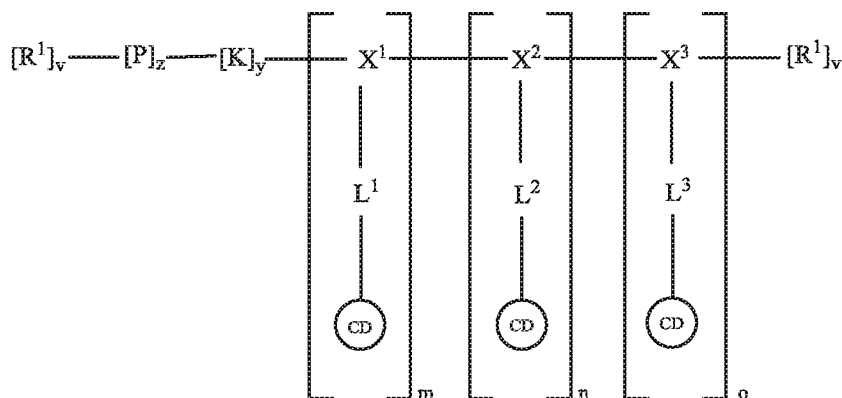 [R¹]ᵥ — [P]z — [K]y — X¹ — X² — X³ — [R¹]ᵥ
L¹ L² L³
CD CD CD
m n o